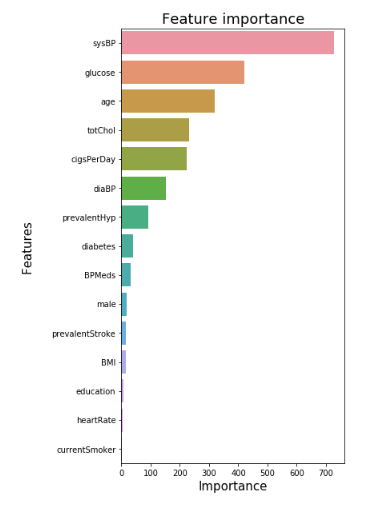 Feature importance
sysBP
glucose
age
totChol
cigsPerDay
diaBP
prevalentHyp
diabetes
BPMeds
male
prevalentStroke
BMI
education
heartRate
currentSmoker
Features
0 100 200 300 400 500 600 700
Importance